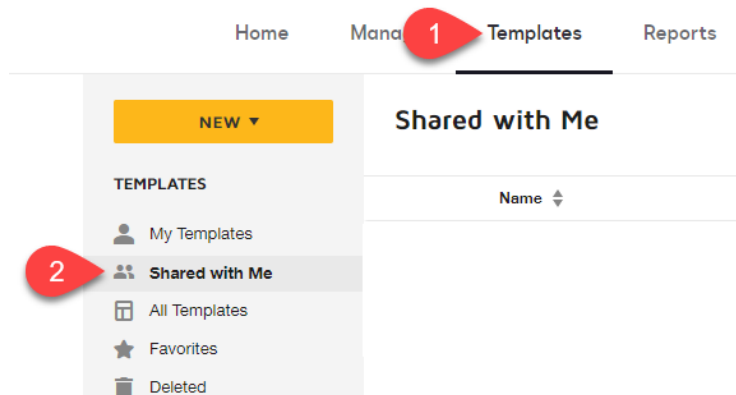 Home Mana 1 Templates Reports
NEW
Shared with Me
TEMPLATES
Name
My Templates
2 Shared with Me
All Templates
Favorites
Deleted